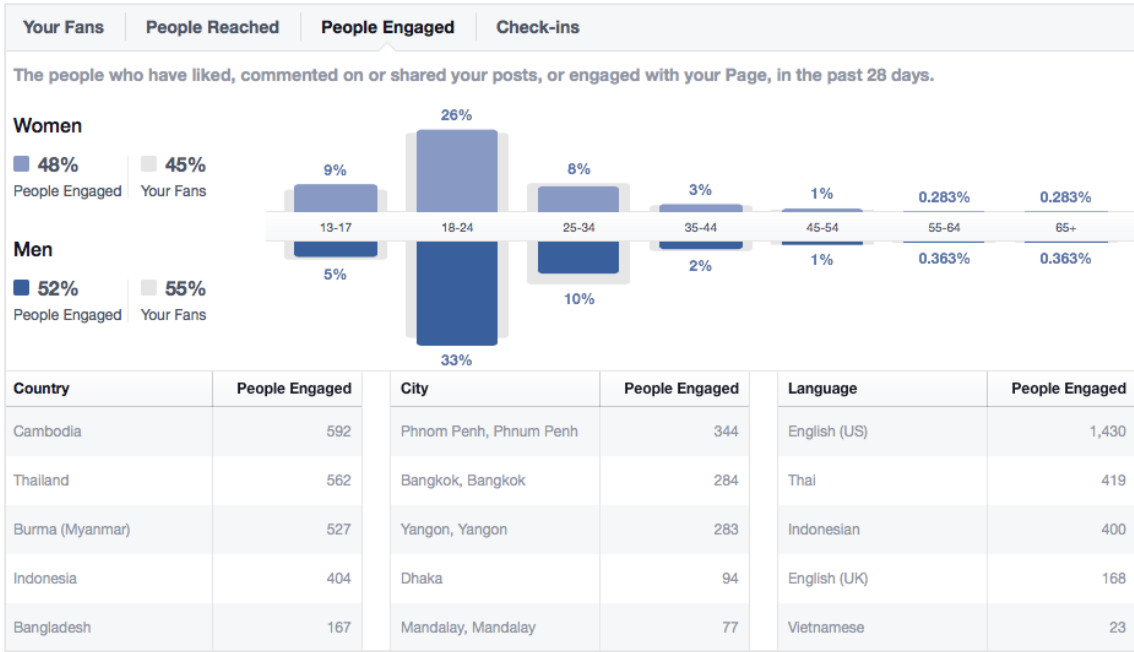 Your Fans People Reached People Engaged Check-ins
The people who have liked, commented on or shared your posts, or engaged with your Page, in the past 28 days.
Women
48% 45%
People Engaged Your Fans
9% 26% 8% 3% 1% 0.283% 0.283%
13-17 18-24 25-34 35-44 45-54 55-64 65+
5% 33% 10% 2% 1% 0.363% 0.363%
Men
52% 55%
People Engaged Your Fans
Country People Engaged City People Engaged Language People Engaged
Cambodia 592 Phnom Penh, Phnum Penh 344 English (US) 1,430
Thailand 562 Bangkok, Bangkok 284 Thai 419
Burma (Myanmar) 527 Yangon, Yangon 283 Indonesian 400
Indonesia 404 Dhaka 94 English (UK) 168
Bangladesh 167 Mandalay, Mandalay 77 Vietnamese 23